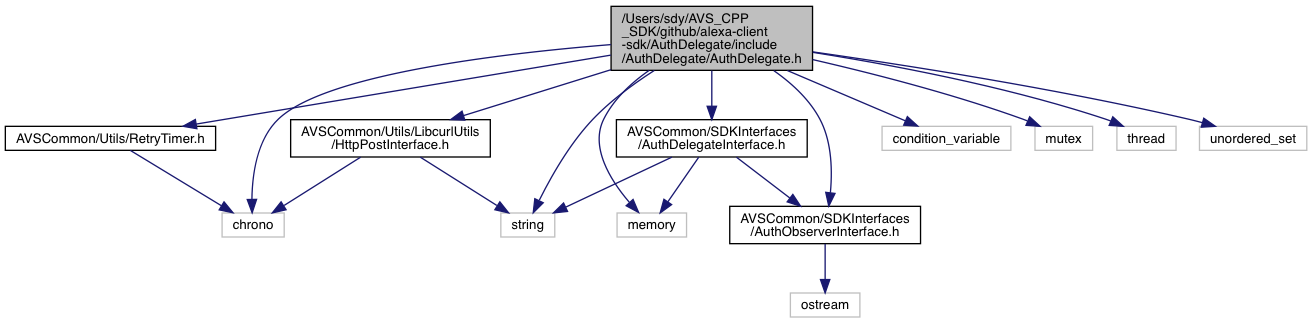 /Users/sdy/AVS_CPP
_SDK/github/alexa-client
-sdk/AuthDelegate/include
/AuthDelegate/AuthDelegate.h
AVSCommon/Utils/RetryTimer.h
AVSCommon/Utils/LibcurlUtils
/HttpPostInterface.h
AVSCommon/SDKInterfaces
/AuthDelegateInterface.h
condition_variable
mutex
thread
unordered_set
chrono
string
memory
AVSCommon/SDKInterfaces
/AuthObserverInterface.h
ostream